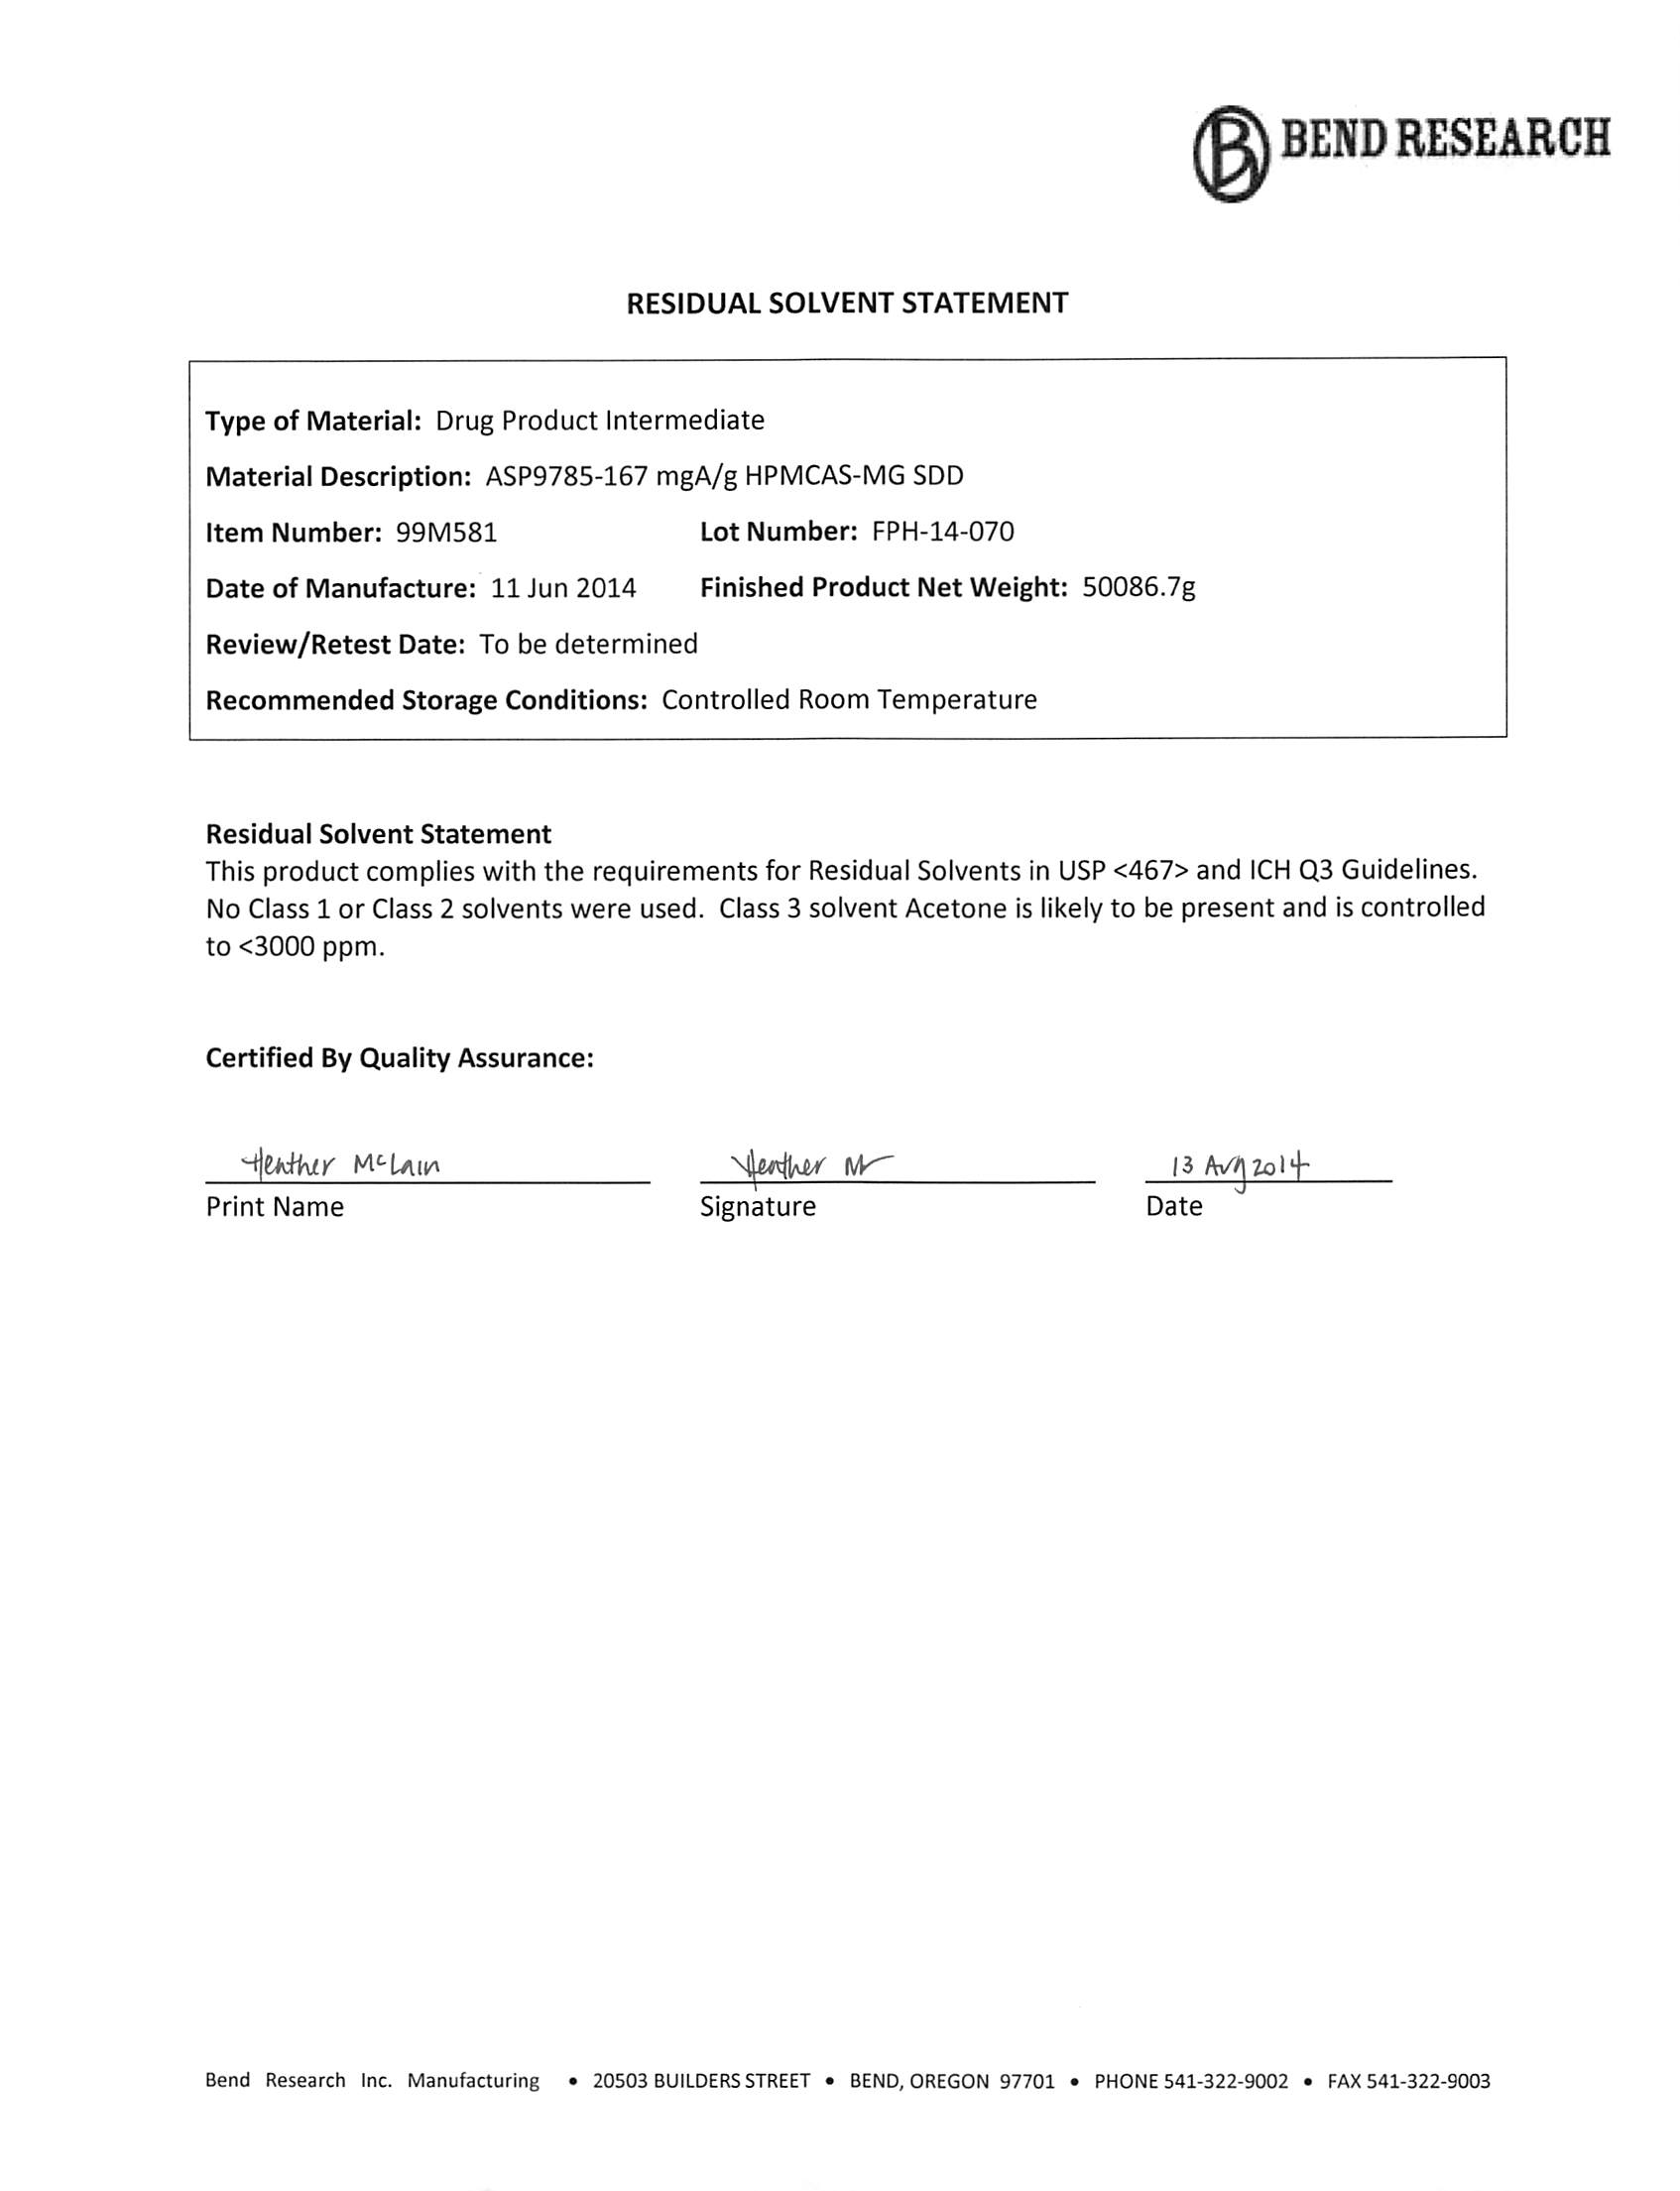 B BEND RESEARCH
RESIDUAL SOLVENT STATEMENT
Type of Material: Drug Product Intermediate
Material Description: ASP9785-167 mgA/g HPMCAS-MG SDD
Item Number: 99M581 Lot Number: FPH-14-070
Date of Manufacture: 11 Jun 2014 Finished Product Net Weight: 50086.7g
Review/Retest Date: To be determined
Recommended Storage Conditions: Controlled Room Temperature
Residual Solvent Statement
This product complies with the requirements for Residual Solvents in USP <467> and ICH Q3 Guidelines.
No Class 1 or Class 2 solvents were used. Class 3 solvent Acetone is likely to be present and is controlled
to <3000 ppm.
Certified By Quality Assurance:
Heather McLain Heather M 13 Aug 2014
Print Name Signature Date
Bend Research Inc. Manufacturing • 20503 BUILDERS STREET • BEND, OREGON 97701 • PHONE 541-322-9002 • FAX 541-322-9003